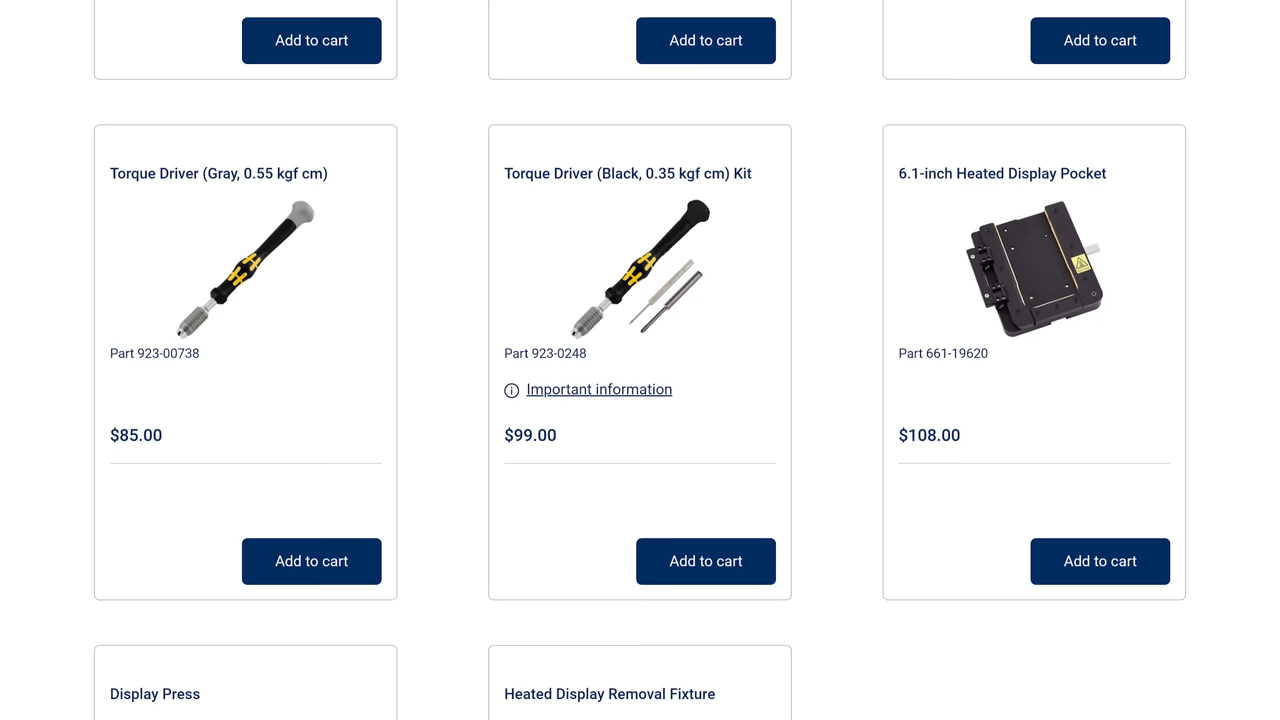 Add to cart
Add to cart
Add to cart
Torque Driver (Gray, 0.55 kgf cm)
Part 923-00738
$85.00
Add to cart
Torque Driver (Black, 0.35 kgf cm) Kit
Part 923-0248
Important information
$99.00
Add to cart
6.1-inch Heated Display Pocket
Part 661-19620
$108.00
Add to cart
Display Press
Heated Display Removal Fixture